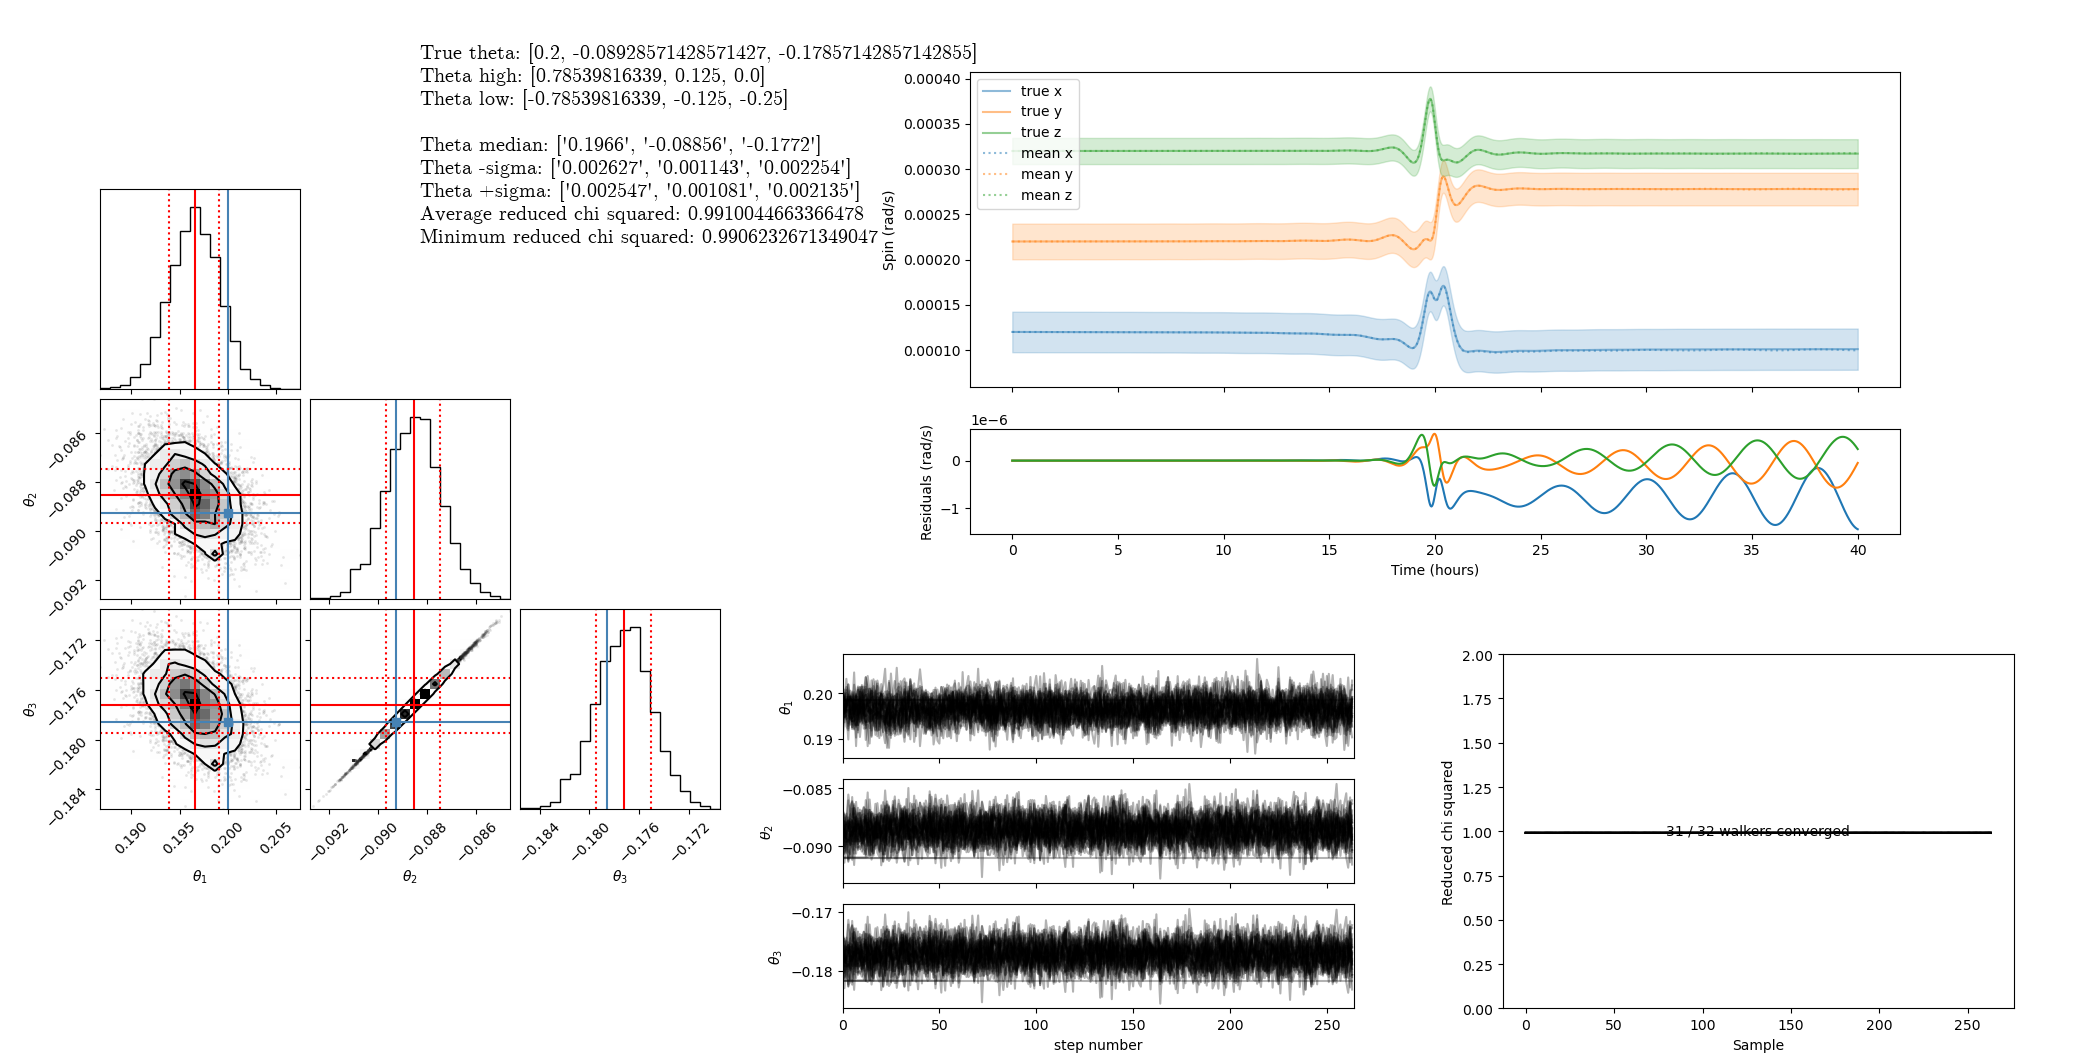 True theta: [0.2, -0.08928571428571427, -0.17857142857142855]
Theta high: [0.78539816339, 0.125, 0.0]
Theta low: [-0.78539816339, -0.125, -0.25]
Theta median: ['0.1966', '-0.08856', '-0.1772']
Theta -sigma: ['0.002627', '0.001143', '0.002254']
Theta +sigma: ['0.002547', '0.001081', '0.002135']
Average reduced chi squared: 0.9910044663366478
Minimum reduced chi squared: 0.9906232671349047
θ2
−0.086
−0.088
−0.090
−0.092
θ3
−0.172
−0.176
−0.180
−0.184
0.190
0.195
0.200
0.205
θ1
−0.092
−0.090
−0.088
−0.086
θ2
−0.184
−0.180
−0.176
−0.172
θ3
Spin (rad/s)
0.00040
0.00035
0.00030
0.00025
0.00020
0.00015
0.00010
true x
true y
true z
mean x
mean y
mean z
1e−6
Residuals (rad/s)
0
−1
0
5
10
15
20
25
30
35
40
Time (hours)
θ1
0.20
0.19
θ2
−0.085
−0.090
θ3
−0.17
−0.18
0
50
100
150
200
250
step number
Reduced chi squared
2.00
1.75
1.50
1.25
1.00
0.75
0.50
0.25
0.00
31 / 32 walkers converged
0
50
100
150
200
250
Sample